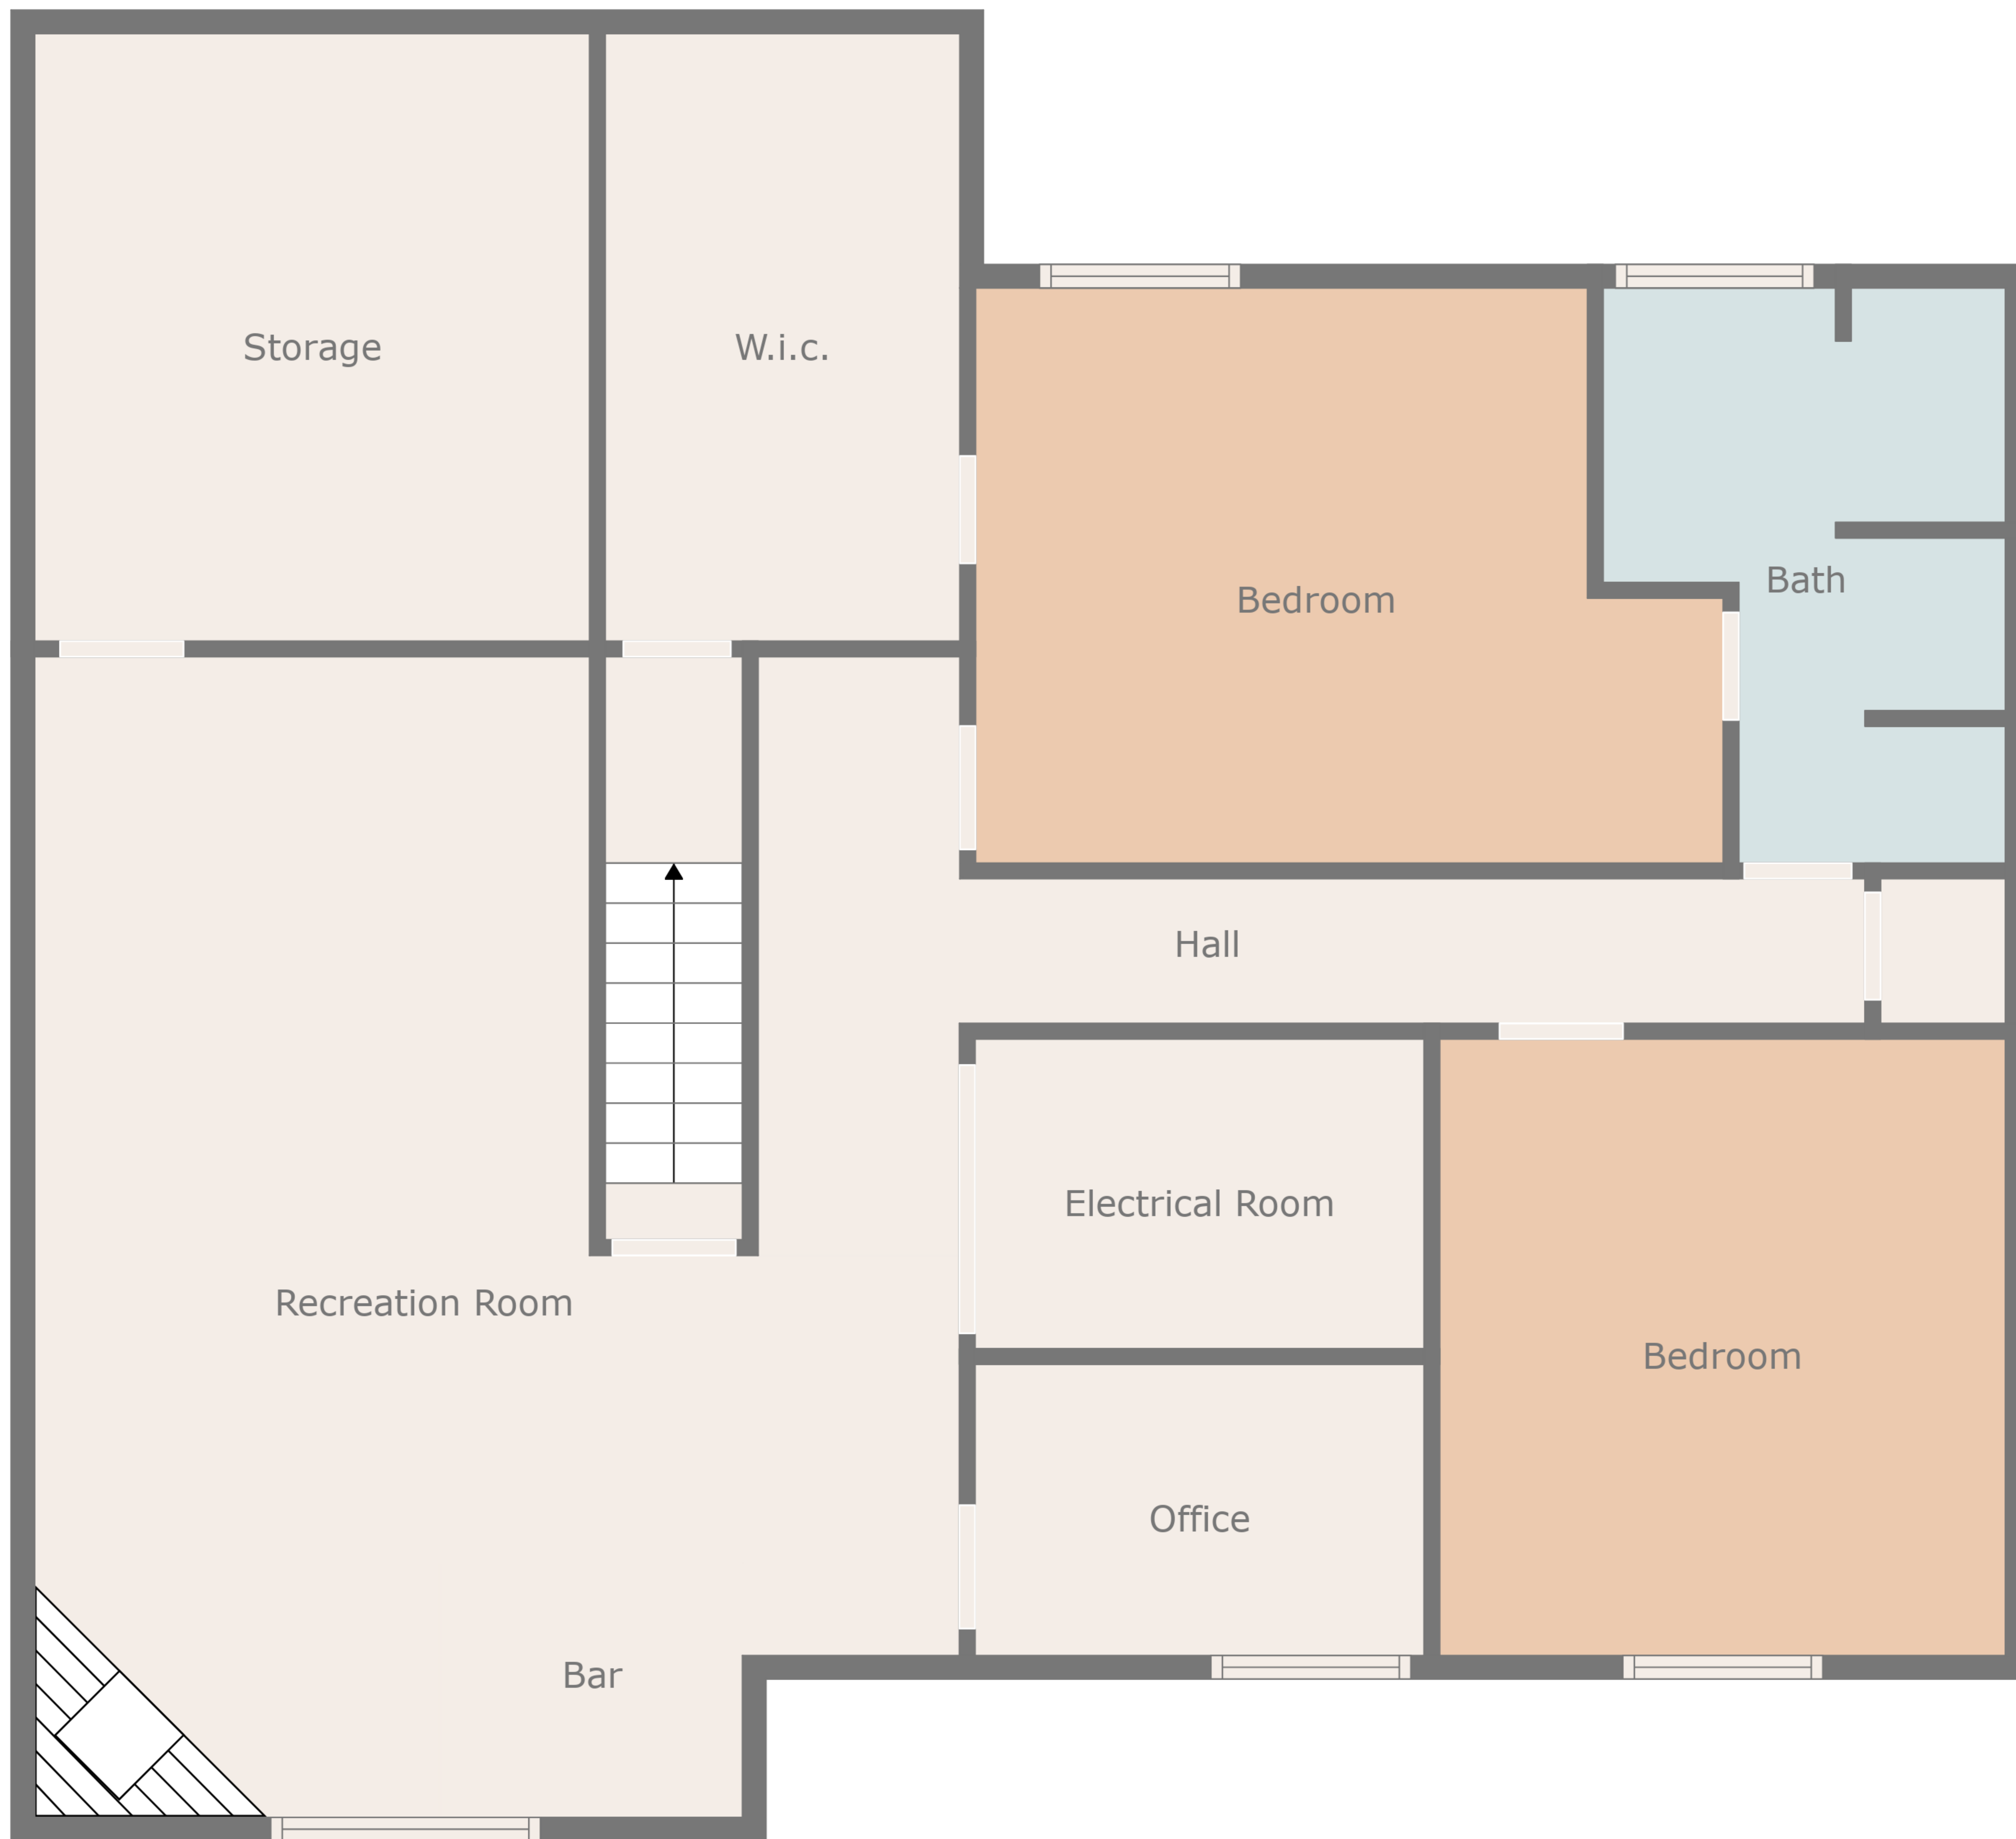 Storage
W.i.c.
Bath
Bedroom
Hall
Electrical Room
Recreation Room
Bedroom
Office
Bar